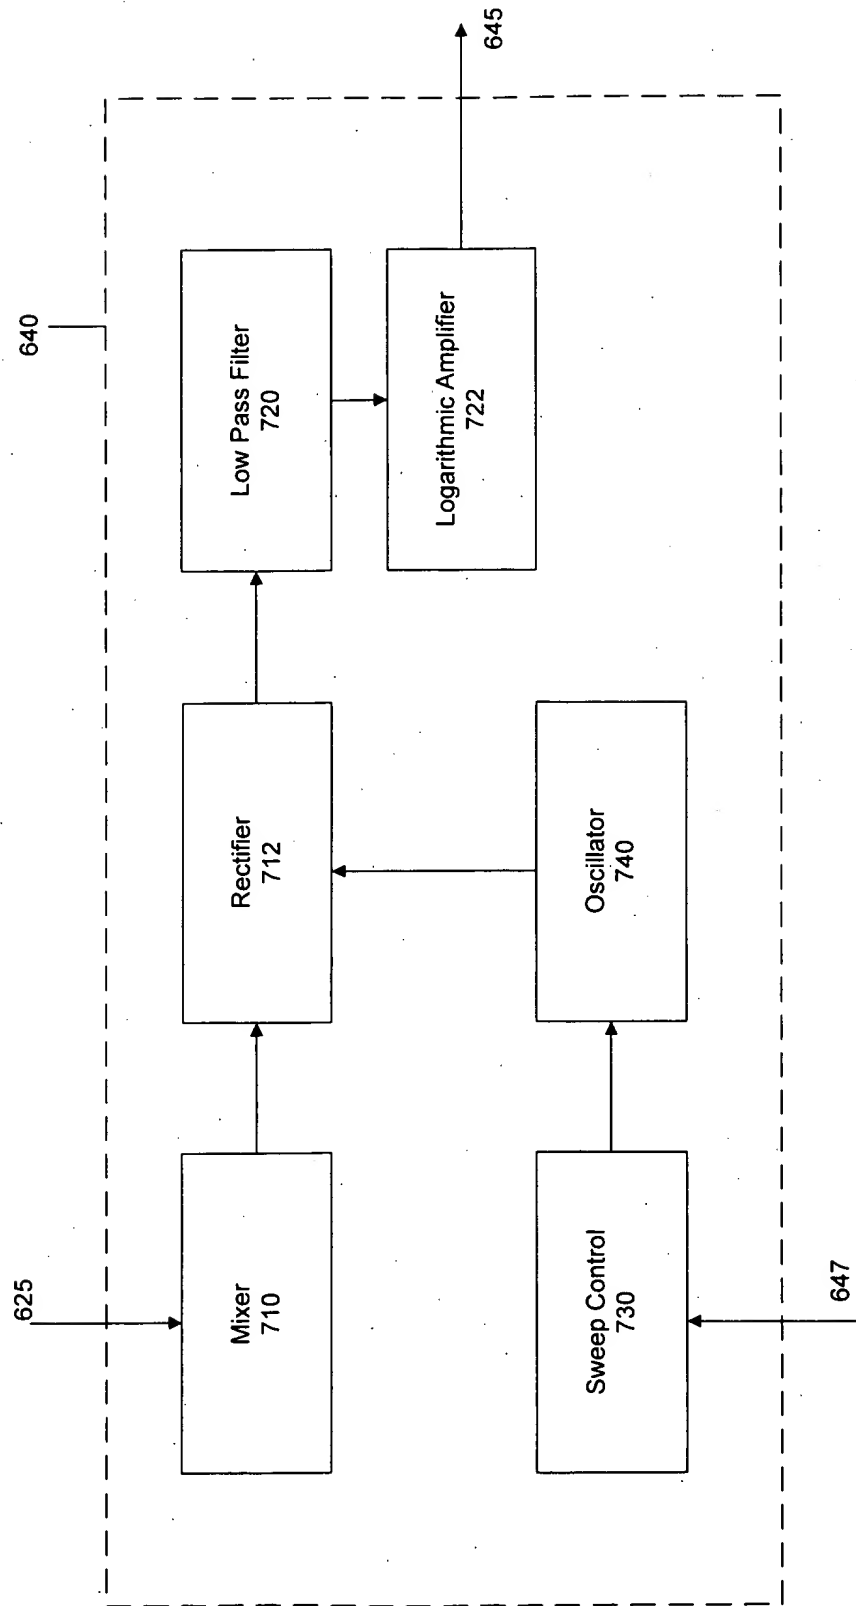 640
625
Mixer
710
Rectifier
712
Low Pass Filter
720
Logarithmic Amplifier
722
645
Sweep Control
730
Oscillator
740
647